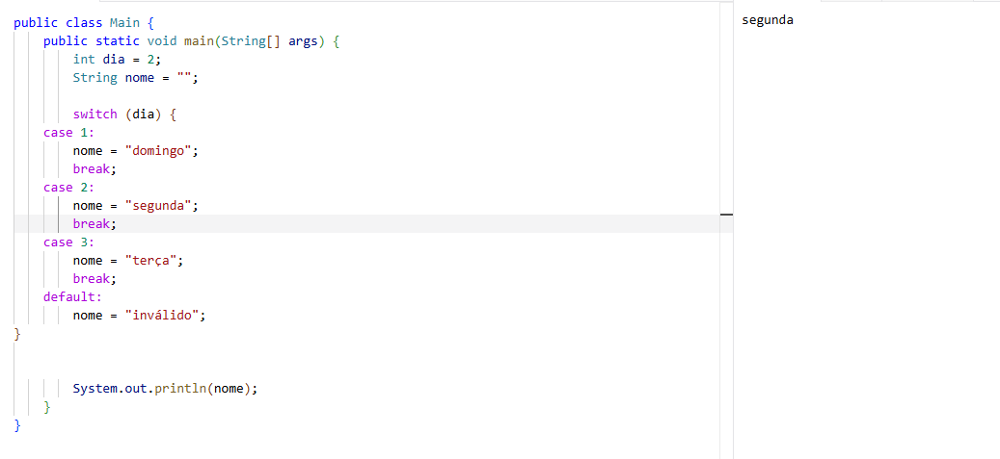 public class Main {
    public static void main(String[] args) {
        int dia = 2;
        String nome = "";
        switch (dia) {
    case 1:
        nome = "domingo";
        break;
    case 2:
        nome = "segunda";
        break;
    case 3:
        nome = "terça";
        break;
    default:
        nome = "inválido";
}
        System.out.println(nome);
    }
}
segunda